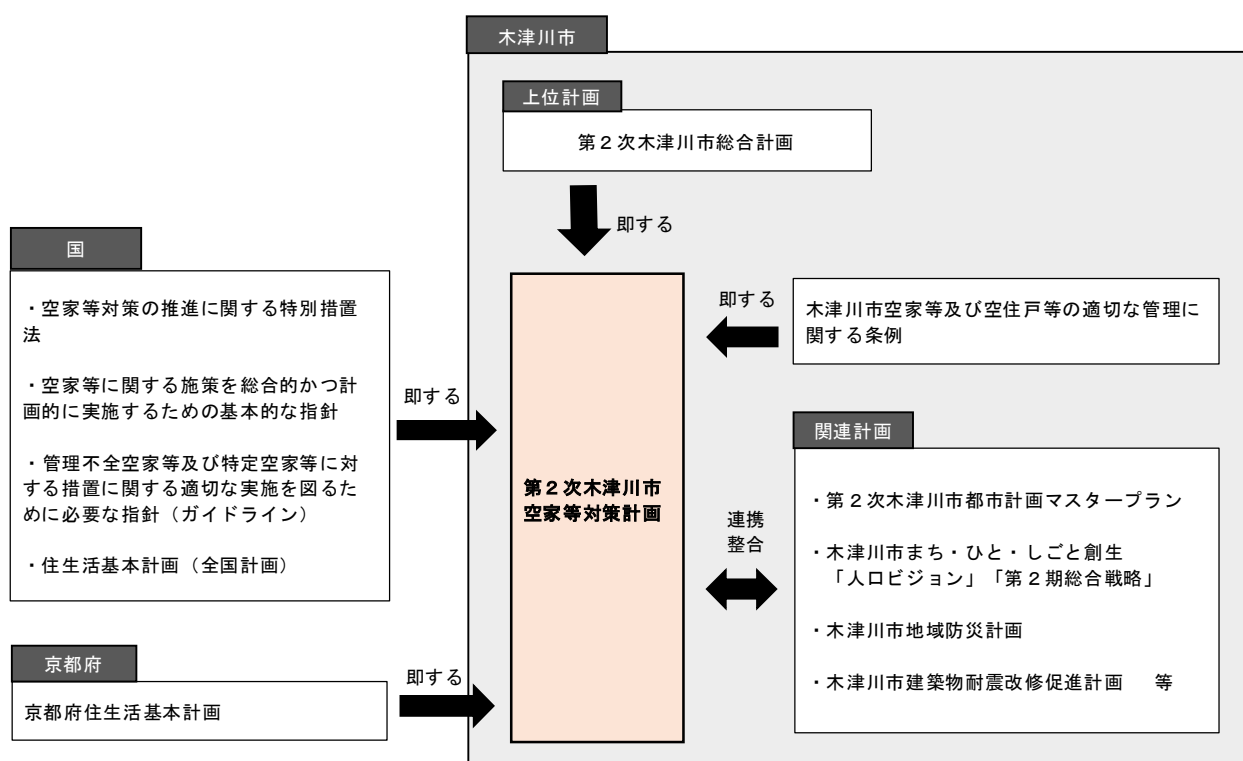 木津川市
上位計画
第２次木津川市総合計画
即する
国
・空家等対策の推進に関する特別措置
法
・空家等に関する施策を総合的かつ計
画的に実施するための基本的な指針
・管理不全空家等及び特定空家等に対
する措置に関する適切な実施を図るた
めに必要な指針（ガイドライン）
・住生活基本計画（全国計画）
即する
京都府
京都府住生活基本計画
即する
第２次木津川市
空家等対策計画
即する
木津川市空家等及び空住戸等の適切な管理に
関する条例
連携
整合
関連計画
・第２次木津川市都市計画マスタープラン
・木津川市まち・ひと・しごと創生
「人口ビジョン」「第２期総合戦略」
・木津川市地域防災計画
・木津川市建築物耐震改修促進計画　等